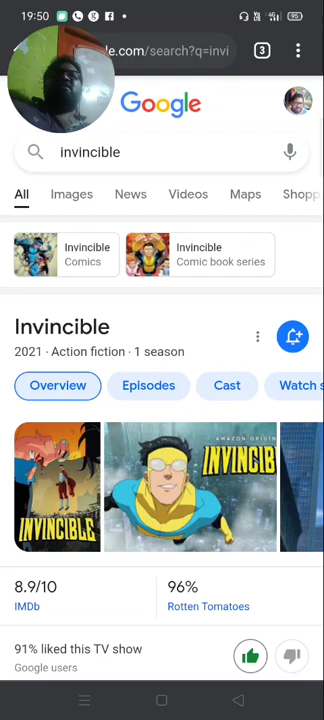 19:50
le.com/search?q=invi
3
Google
invincible
All Images News Videos Maps Shopp
Invincible
Comics
Invincible
Comic book series
Invincible
2021 · Action fiction · 1 season
Overview Episodes Cast Watch s
INVINCIBLE
AMAZON ORIGIN
INVINCIB
8.9/10
IMDb
96%
Rotten Tomatoes
91% liked this TV show
Google users